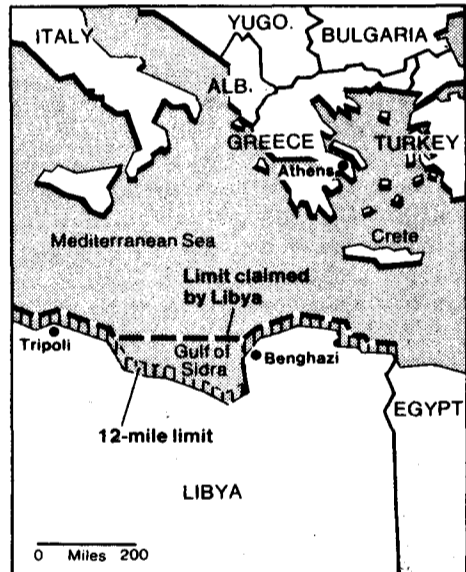 YUGO.
ITALY
BULGARIA
ALB.
GREECE
TURKEY
Athens
Crete
Mediterranean Sea
Limit claimed
by Libya
Tripoli
Gulf of
Sidra
Benghazi
EGYPT
12-mile limit
LIBYA
0 Miles 200